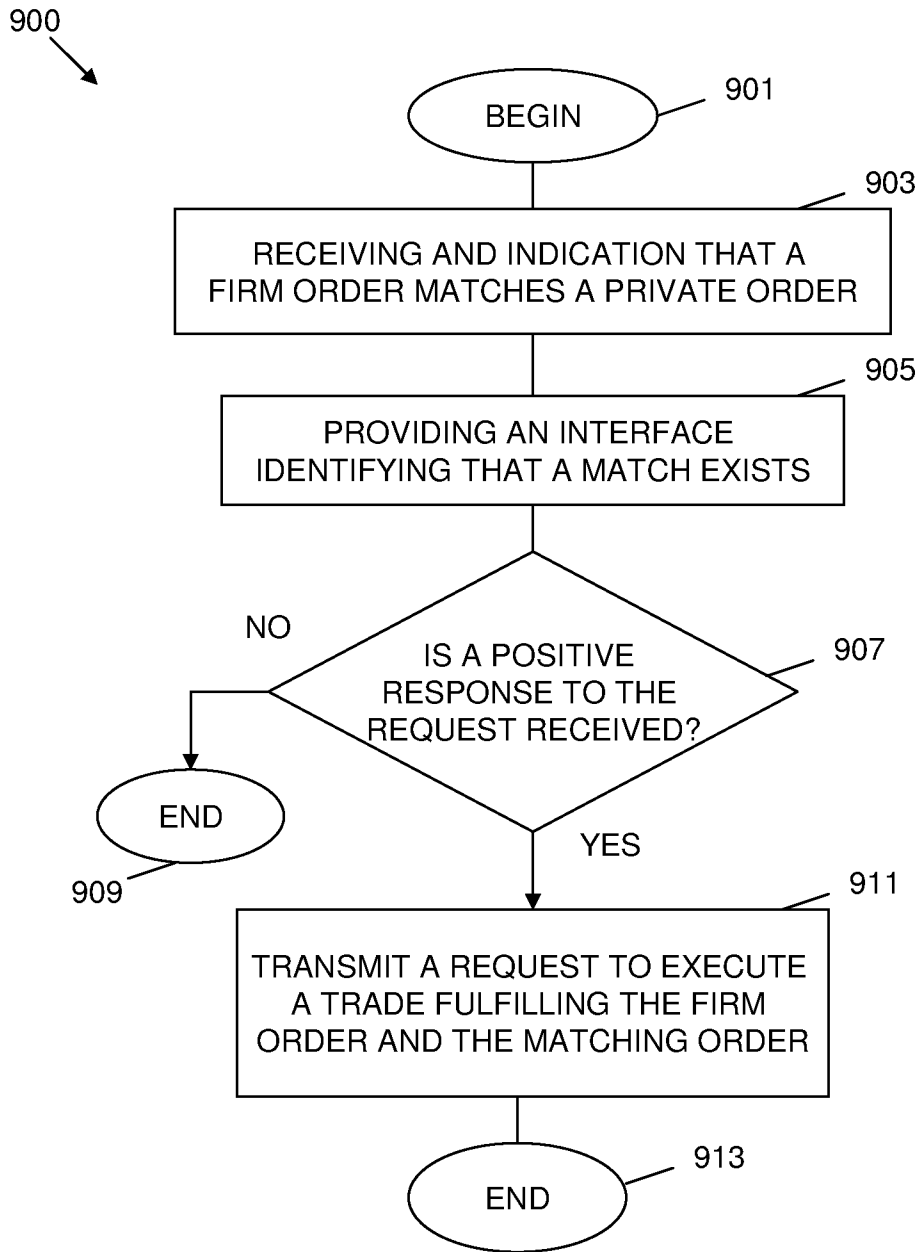 900
901
BEGIN
903
RECEIVING AND INDICATION THAT A
FIRM ORDER MATCHES A PRIVATE ORDER
905
PROVIDING AN INTERFACE
IDENTIFYING THAT A MATCH EXISTS
NO
907
IS A POSITIVE
RESPONSE TO THE
REQUEST RECEIVED?
END
909
YES
911
TRANSMIT A REQUEST TO EXECUTE
A TRADE FULFILLING THE FIRM
ORDER AND THE MATCHING ORDER
913
END